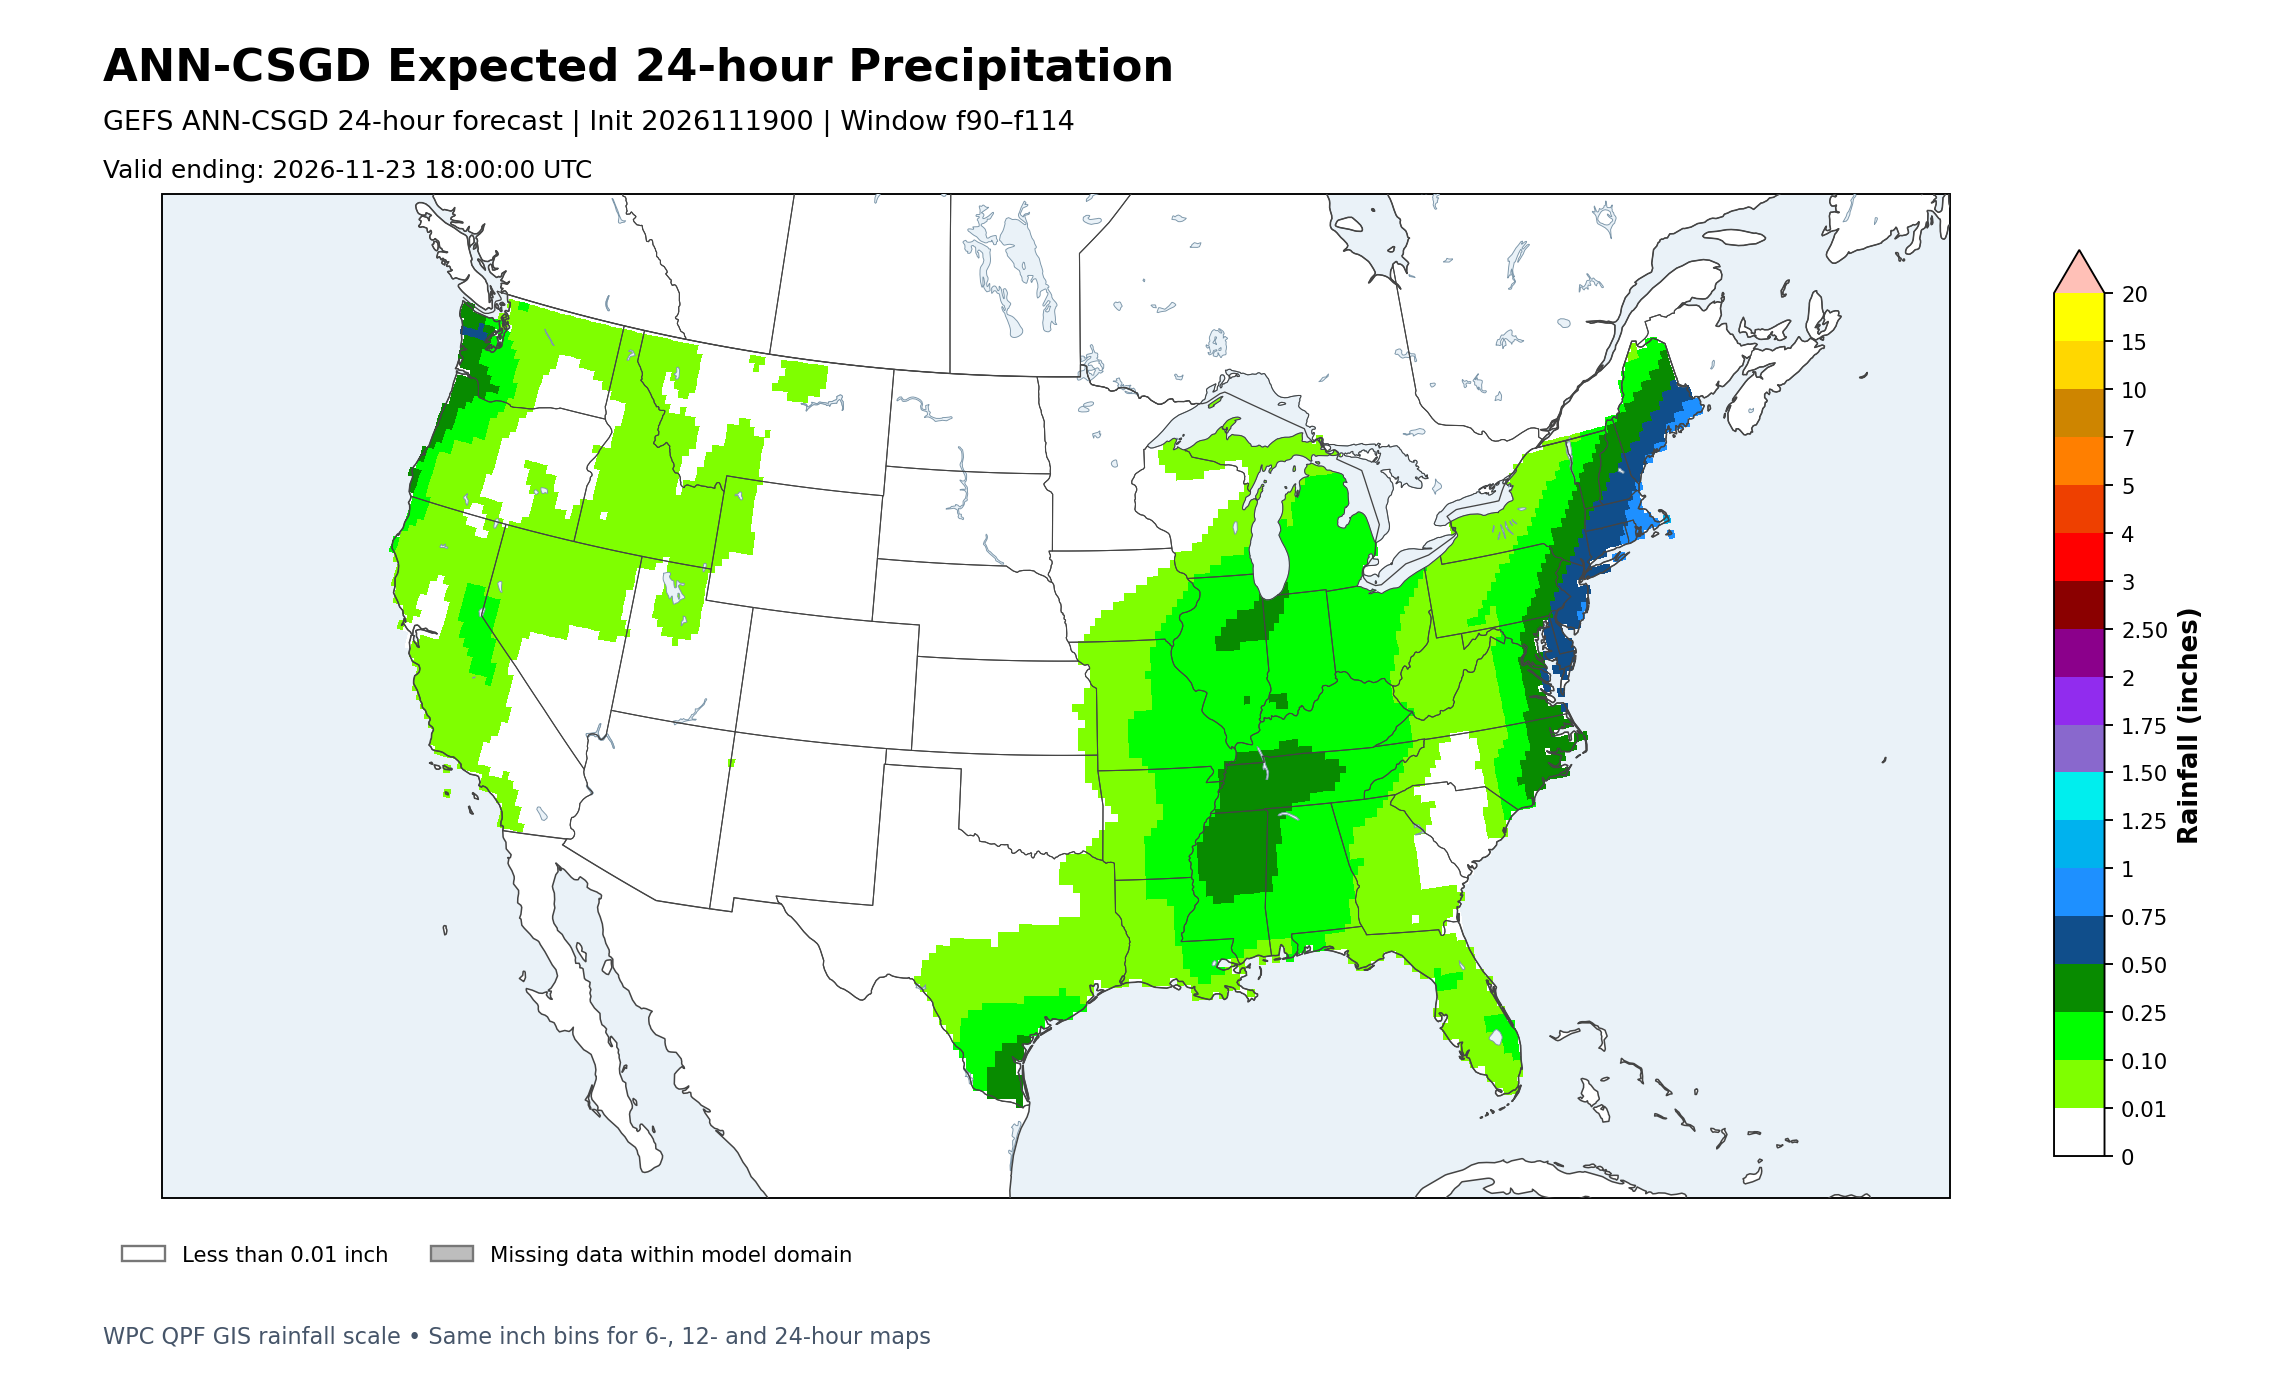 ANN-CSGD Expected 24-hour Precipitation
GEFS ANN-CSGD 24-hour forecast | Init 2026111900 | Window f90–f114
Valid ending: 2026-11-23 18:00:00 UTC
20
15
10
7
5
4
3
2.50
2
1.75
1.50
1.25
1
0.75
0.50
0.25
0.10
0.01
0
Rainfall (inches)
Less than 0.01 inch
Missing data within model domain
WPC QPF GIS rainfall scale • Same inch bins for 6-, 12- and 24-hour maps